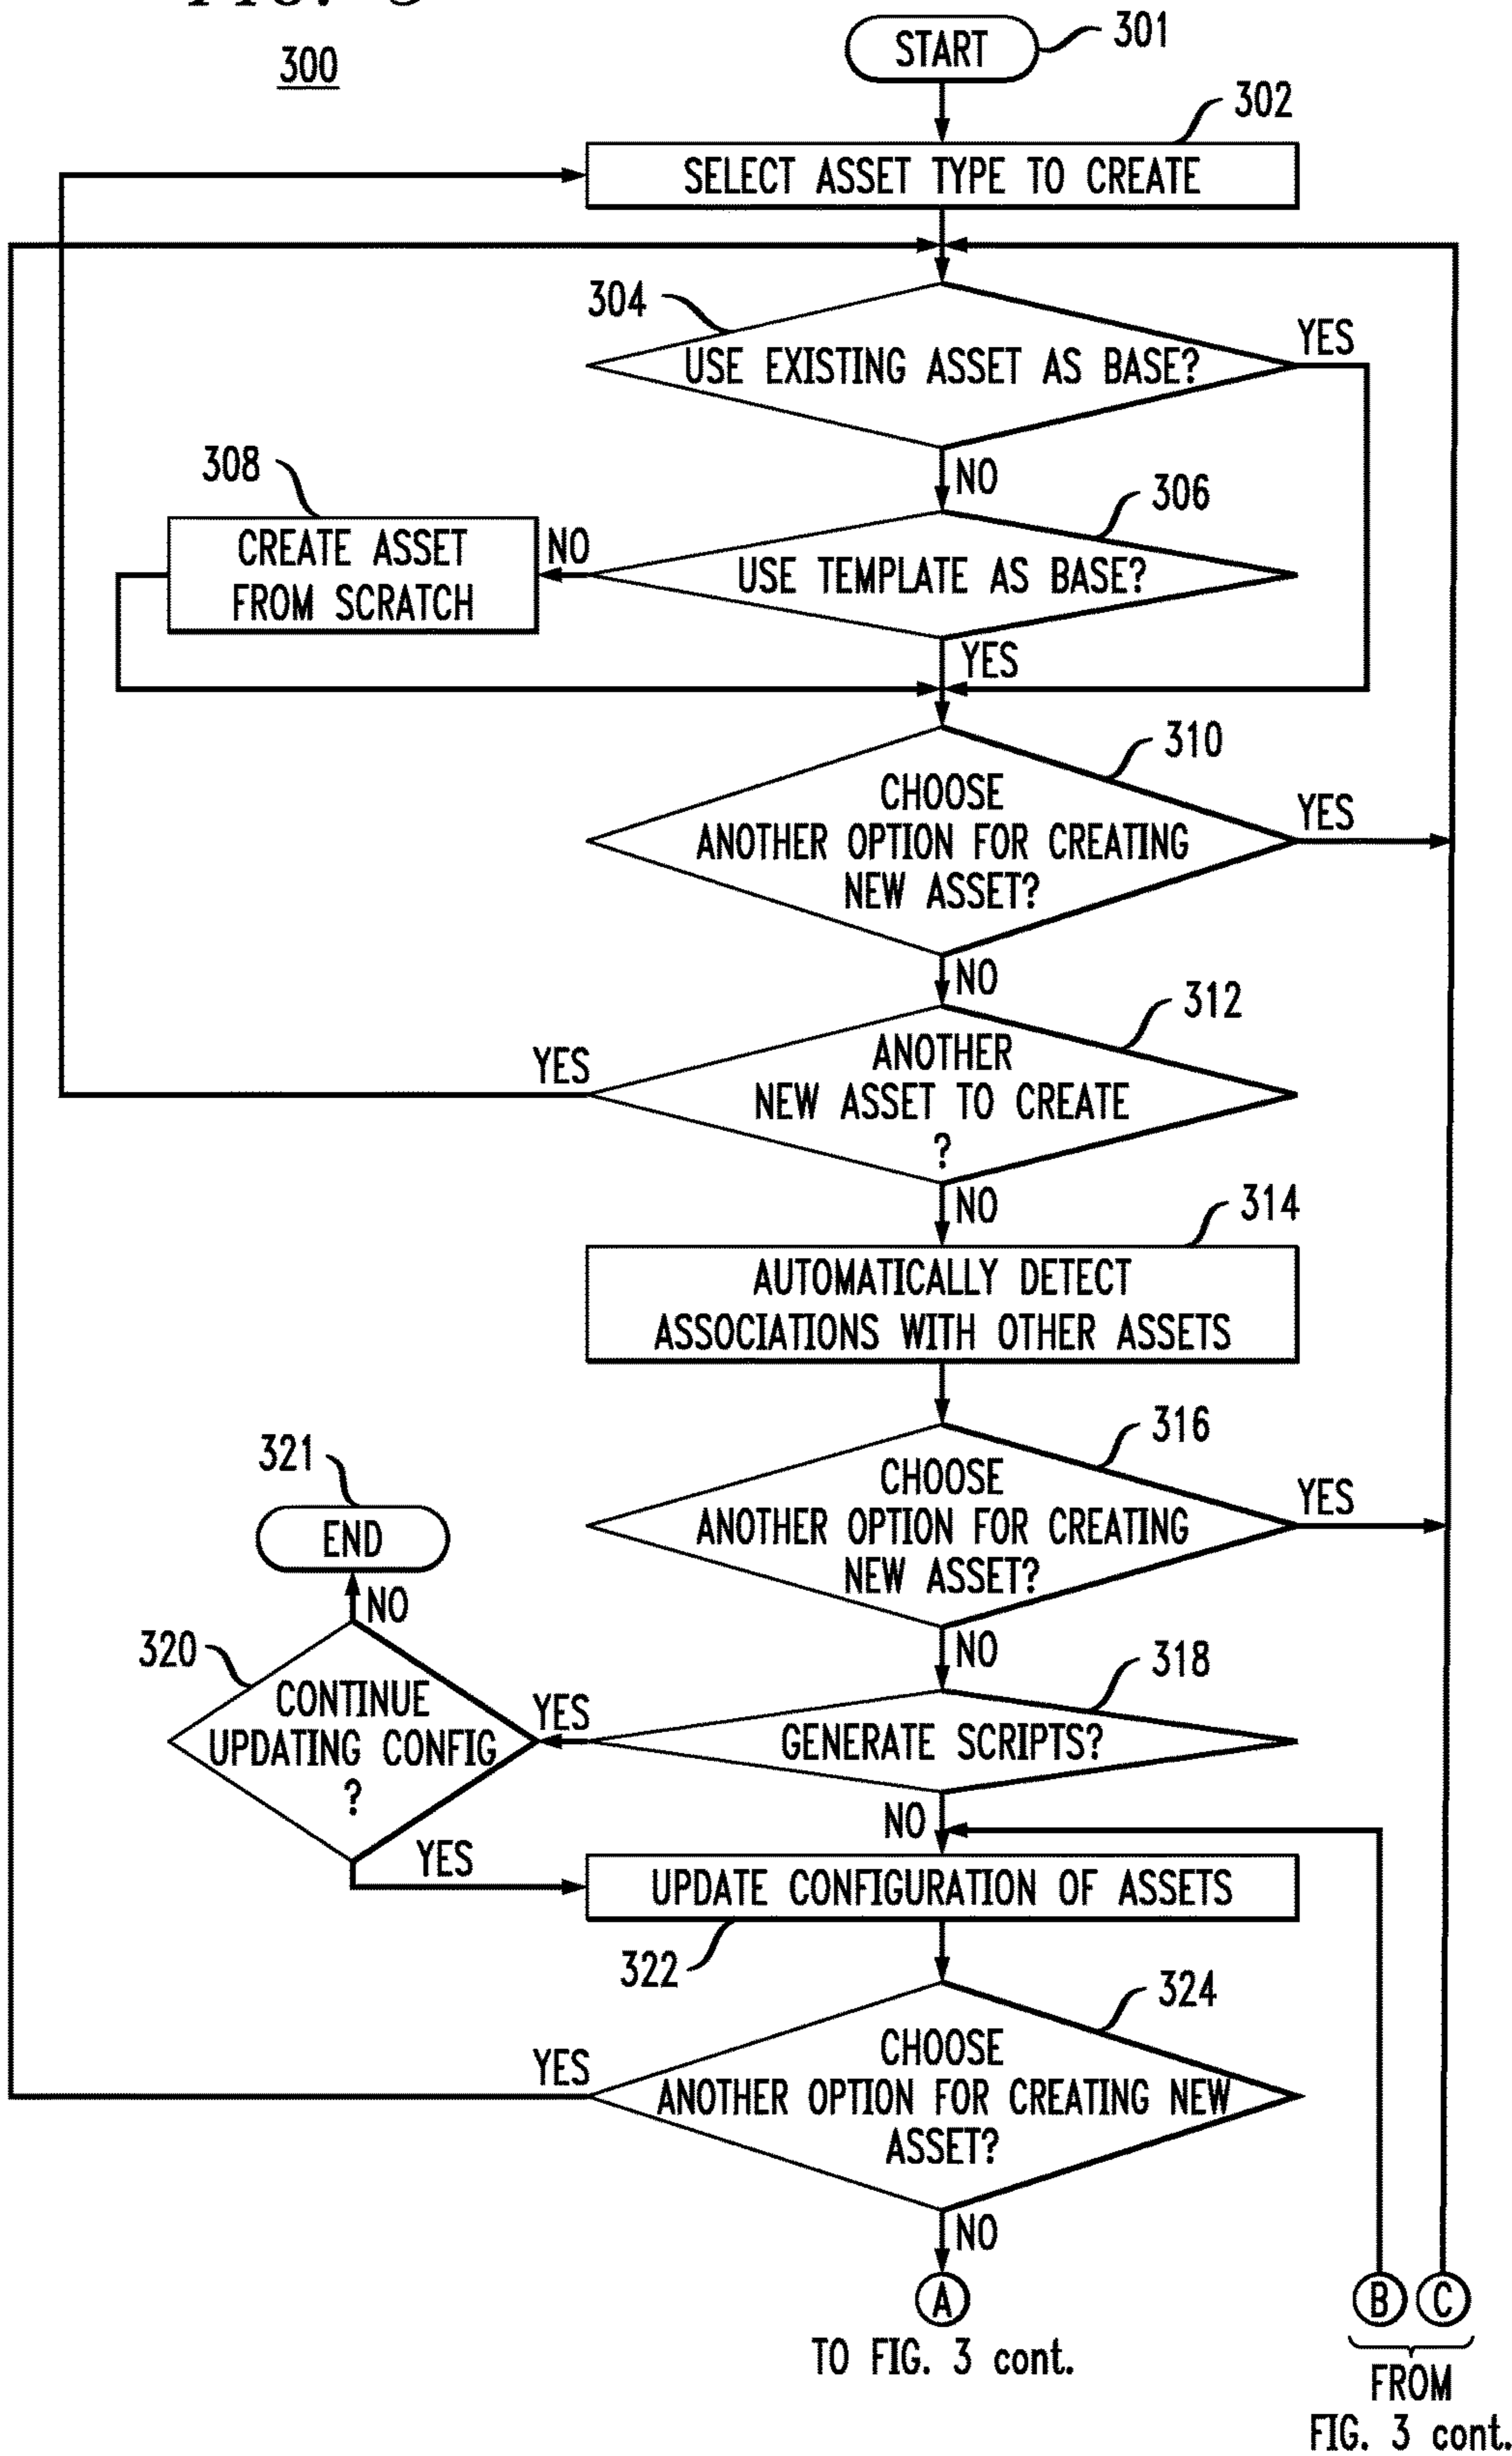 300
START
301
302
SELECT ASSET TYPE TO CREATE
304
USE EXISTING ASSET AS BASE?
YES
NO
308
306
CREATE ASSET
FROM SCRATCH
NO
USE TEMPLATE AS BASE?
YES
310
CHOOSE
ANOTHER OPTION FOR CREATING
NEW ASSET?
YES
NO
312
YES
ANOTHER
NEW ASSET TO CREATE
?
NO
314
AUTOMATICALLY DETECT
ASSOCIATIONS WITH OTHER ASSETS
316
CHOOSE
ANOTHER OPTION FOR CREATING
NEW ASSET?
YES
NO
321
END
NO
320
CONTINUE
UPDATING CONFIG
?
YES
318
GENERATE SCRIPTS?
NO
YES
UPDATE CONFIGURATION OF ASSETS
322
324
YES
CHOOSE
ANOTHER OPTION FOR CREATING NEW
ASSET?
NO
A
TO FIG. 3 cont.
B
C
FROM
FIG. 3 cont.